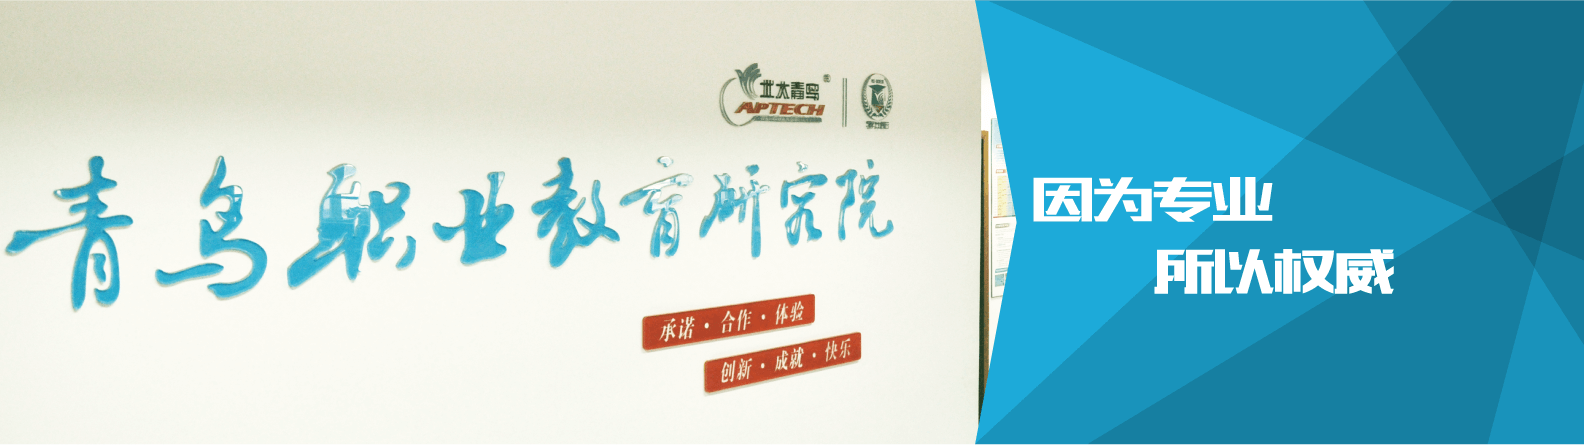 北大青鸟
APTECH
青鸟职业教育研究院
承诺·合作·体验
创新·成就·快乐
因为专业
所以权威